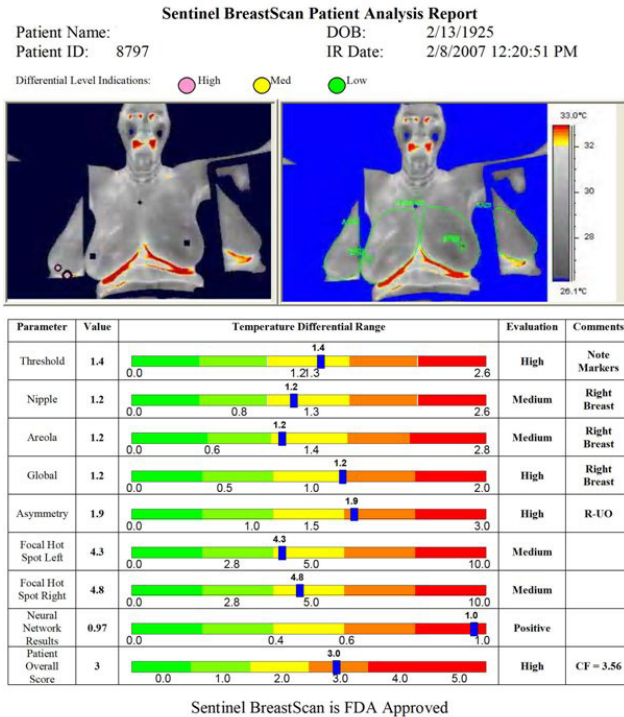 Sentinel BreastScan Patient Analysis Report
Patient Name: DOB: 2/13/1925
Patient ID: 8797 IR Date: 2/8/2007 12:20:51 PM
Differential Level Indications: High Med Low
33.0°C
32
30
28
26.1°C
Parameter Value Temperature Differential Range Evaluation Comments
Threshold 1.4 1.4 0.0 1.2 1.3 2.6 High Note Markers
Nipple 1.2 1.2 0.0 0.8 1.3 2.6 Medium Right Breast
Areola 1.2 1.2 0.0 0.6 1.4 2.8 Medium Right Breast
Global 1.2 1.2 0.0 0.5 1.0 2.0 High Right Breast
Asymmetry 1.9 1.9 0.0 1.0 1.5 3.0 High R-UO
Focal Hot Spot Left 4.3 4.3 0.0 2.8 5.0 10.0 Medium
Focal Hot Spot Right 4.8 4.8 0.0 2.8 5.0 10.0 Medium
Neural Network Results 0.97 1.0 0.0 0.4 0.6 1.0 Positive
Patient Overall Score 3 3.0 0.0 1.0 2.0 3.0 4.0 5.0 High CF = 3.56
Sentinel BreastScan is FDA Approved